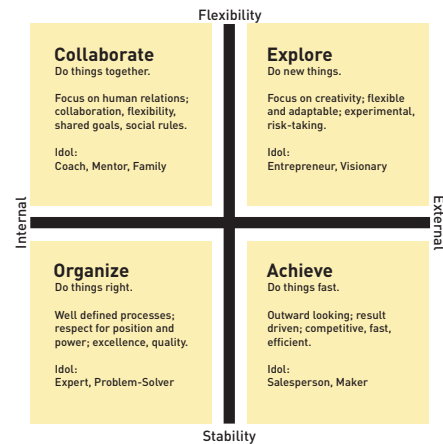 Flexibility
Collaborate
Do things together.
Focus on human relations;
collaboration, flexibility,
shared goals, social rules.
Idol:
Coach, Mentor, Family
Explore
Do new things.
Focus on creativity; flexible
and adaptable; experimental,
risk-taking.
Idol:
Entrepreneur, Visionary
Internal
External
Organize
Do things right.
Well defined processes;
respect for position and
power; excellence, quality.
Idol:
Expert, Problem-Solver
Achieve
Do things fast.
Outward looking; result
driven; competitive, fast,
efficient.
Idol:
Salesperson, Maker
Stability